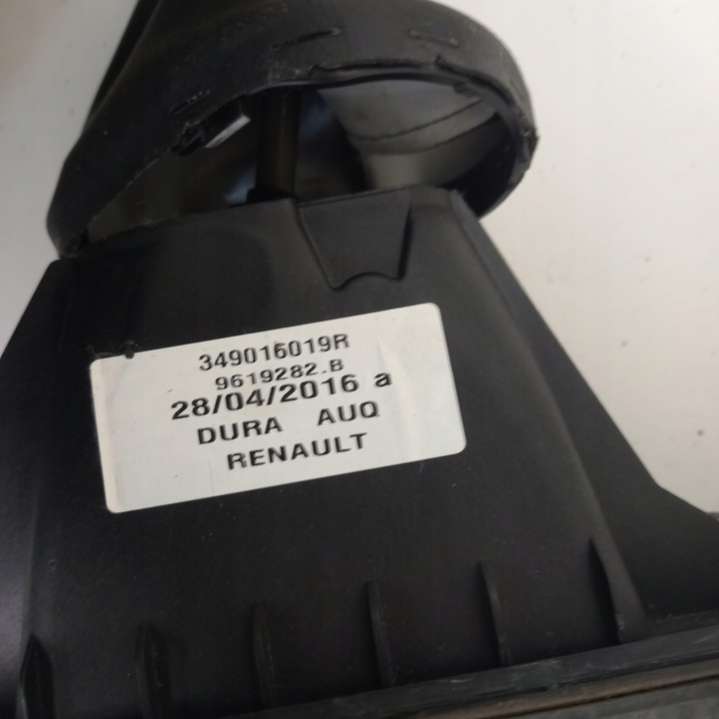 349016019R
9619282.B
28/04/2016 a
DURA AUQ
RENAULT